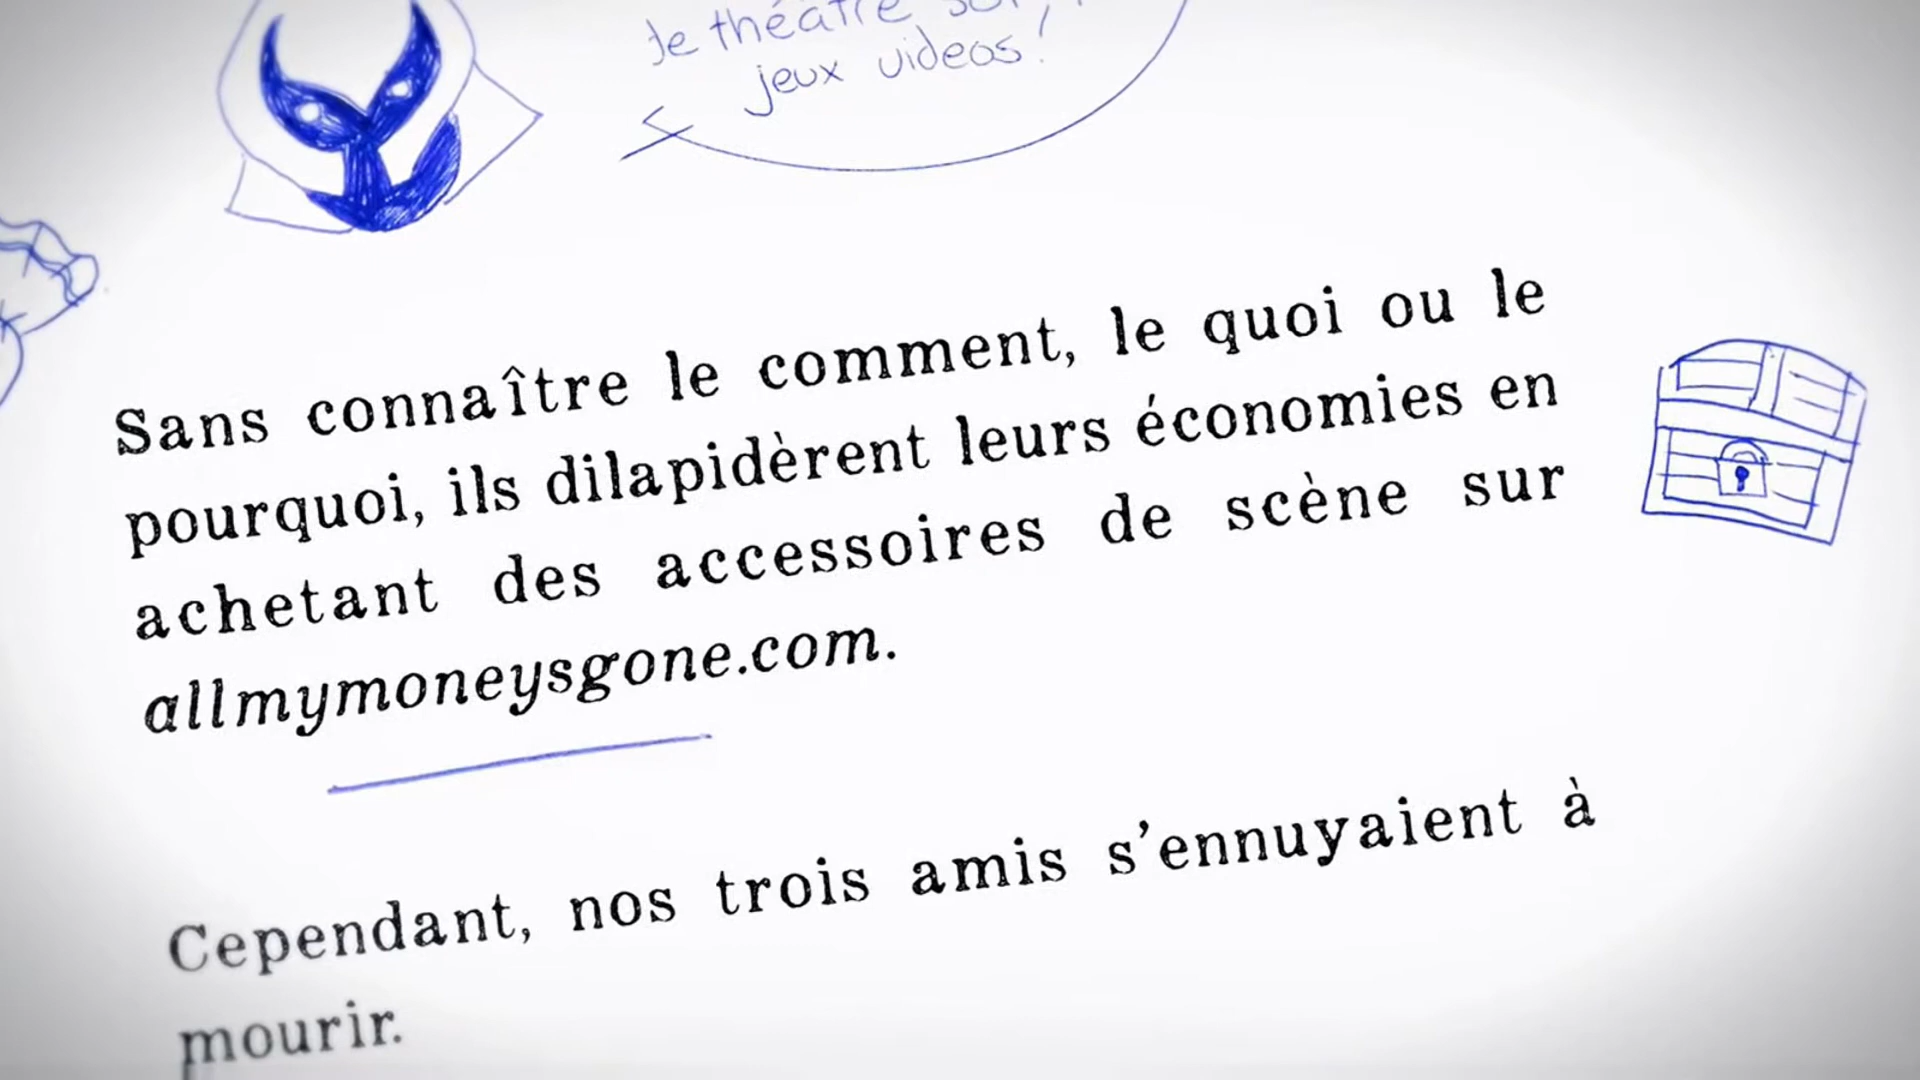 Je théâtre
jeux videos!
Sans connaître le comment, le quoi ou le
pourquoi, ils dilapidèrent leurs économies en
achetant des accessoires de scène sur
allmymoneysgone.com.
Cependant, nos trois amis s'ennuyaient à
mourir.